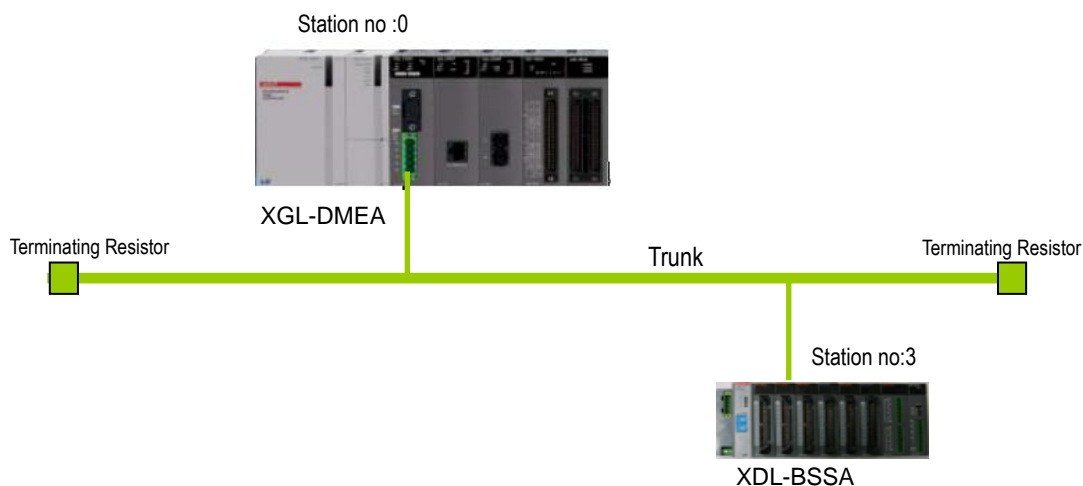 Station no :0
XGL-DMEA
Terminating Resistor
Trunk
Terminating Resistor
Station no:3
XDL-BSSA